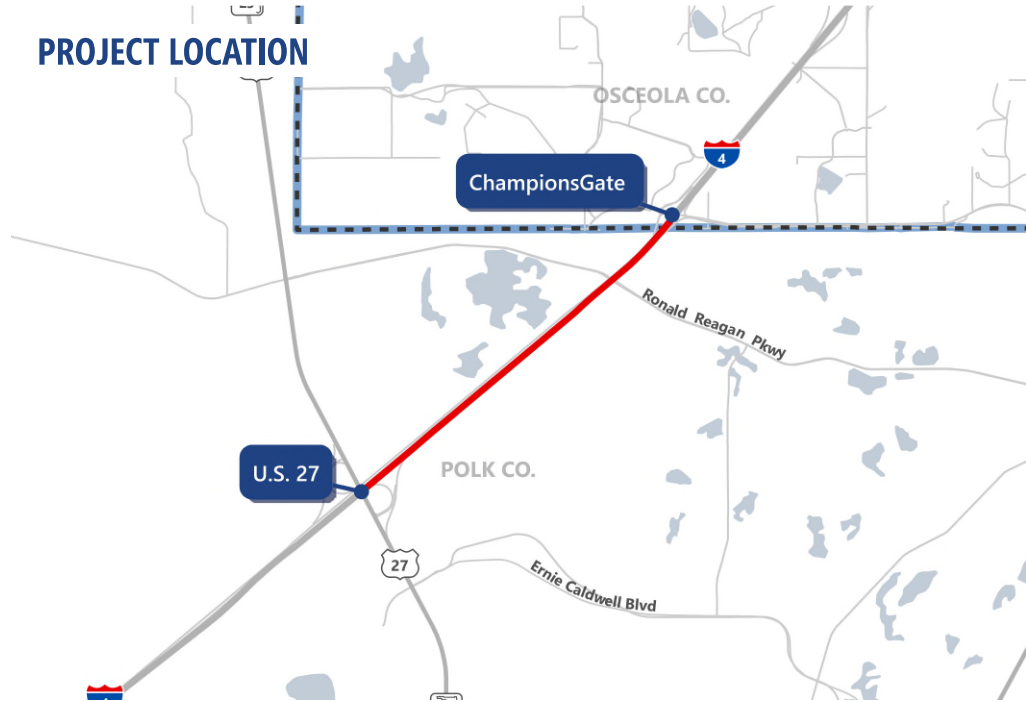 PROJECT LOCATION
OSCEOLA CO.
4
ChampionsGate
Ronald Reagan Pkwy
POLK CO.
U.S. 27
27
Ernie Caldwell Blvd